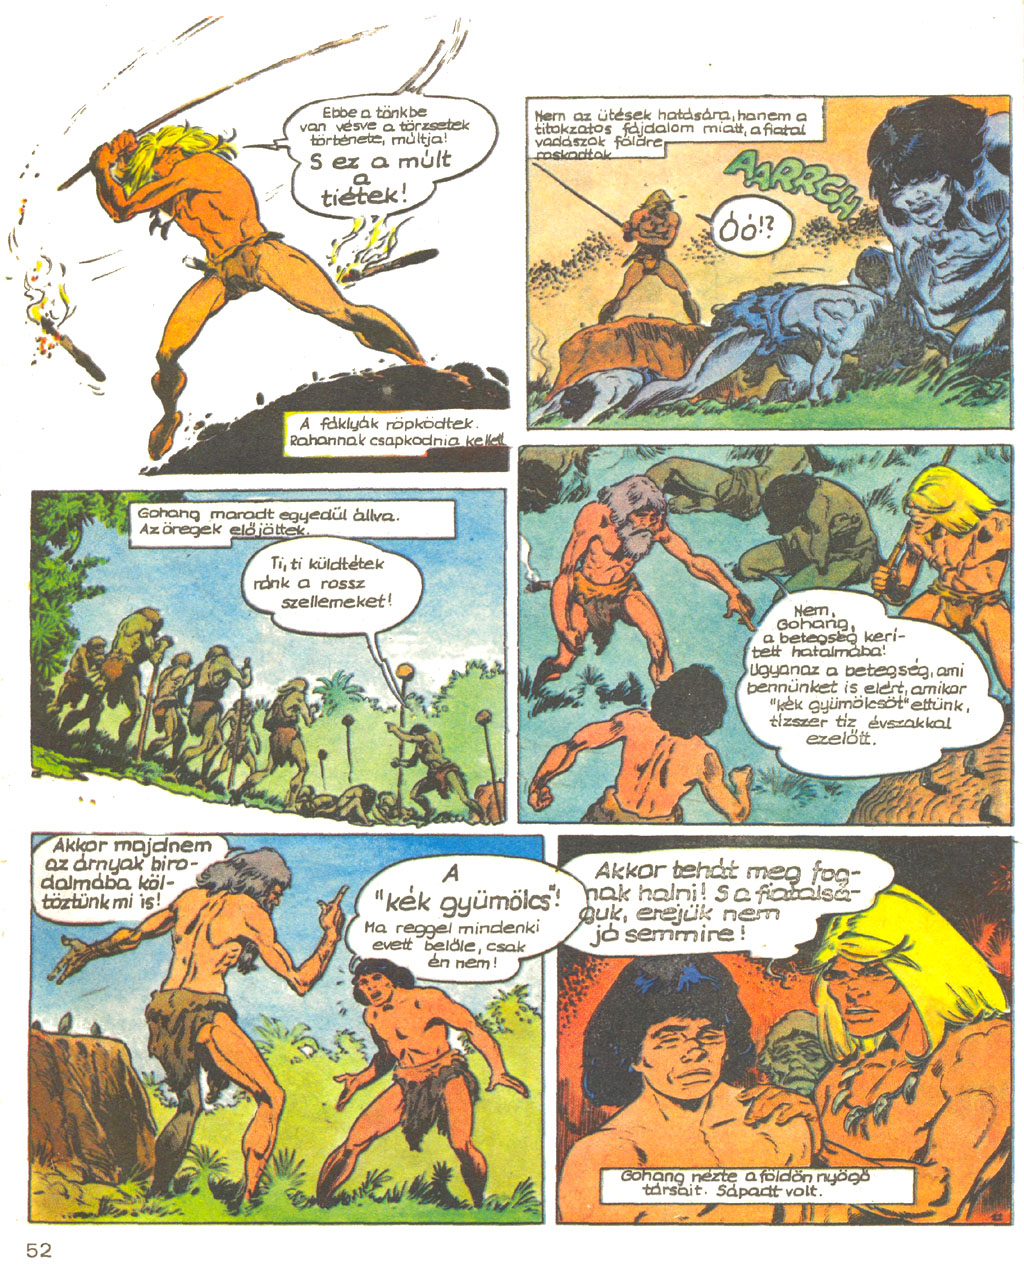 Ebbe a tönkbe
van vésve a törzsetek
története, múltja!
S ez a múlt
a
tiétek!
A fáklyák röpködtek.
Rahannak csapkodnia kellett
Nem az ütések hatására, hanem a
titokzatos fájdalom miatt, a fiatal
vadászok földre
roskadtok
AARRGH
Óó!?
Gohang maradt egyedül állva.
Az öregek előjöttek.
Ti, ti küldtétek
ránk a rossz
szellemeket!
Nem,
Gohang,
a betegség kerí-
tett hatalmába!
Ugyanaz a betegség, ami
bennünket is elért, amikor
"kék gyümölcsöt" ettünk,
tízszer tíz évszakkal
ezelőtt.
Akkor majdnem
az árnyak biro-
dalmába köl-
töztünk mi is!
A
"kék gyümölcs"!
Ma reggel mindenki
evett belőle, csak
én nem!
Akkor tehát meg fog-
nak halni! S a fiatalsá-
guk, erejük nem
jó semmire!
Gohang nézte a földön nyögő
társait. Sápadt volt.
52